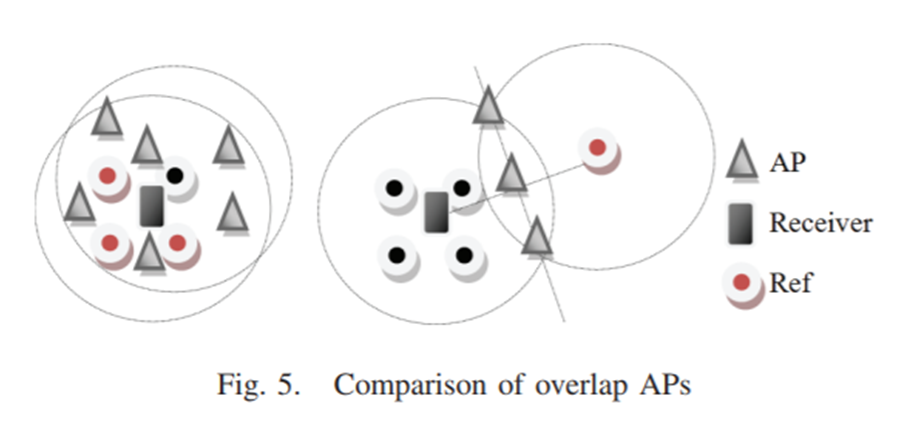 AP
Receiver
Ref
Fig. 5. Comparison of overlap APs